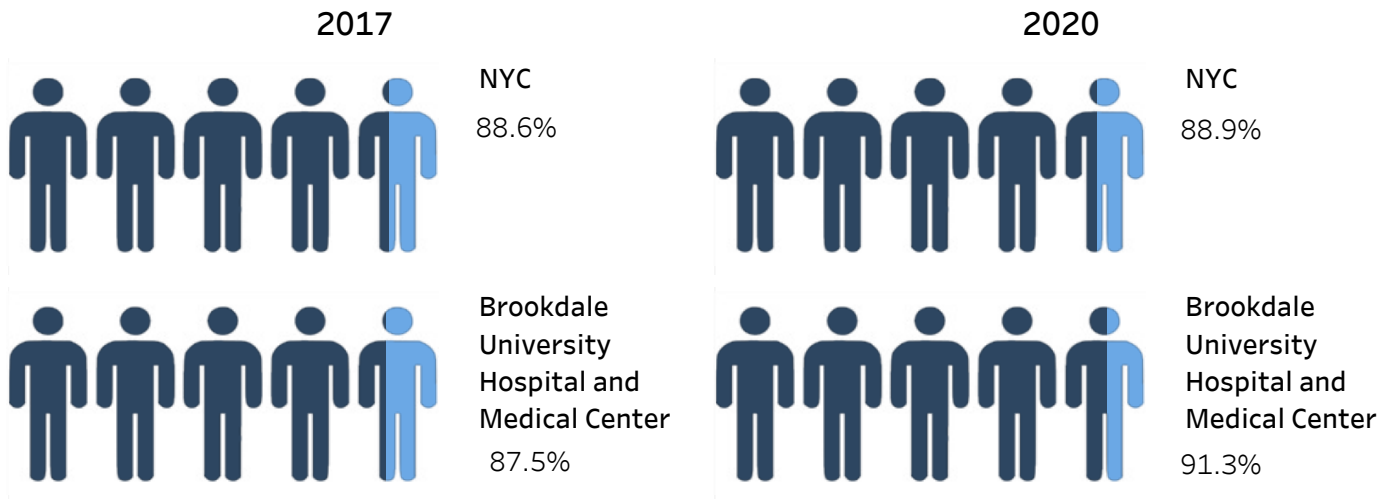 2017
2020
NYC
88.6%
NYC
88.9%
Brookdale
University
Hospital and
Medical Center
87.5%
Brookdale
University
Hospital and
Medical Center
91.3%